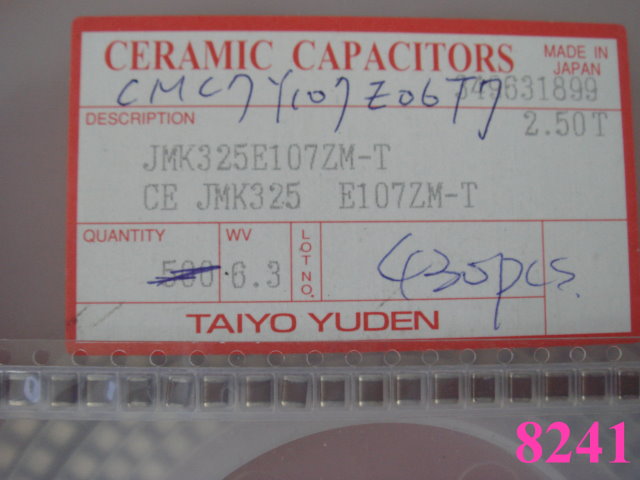 CERAMIC CAPACITORS
MADE IN JAPAN
CMC7Y107Z06T7
349631899
DESCRIPTION
2.50T
JMK325E107ZM-T
CE JMK325 E107ZM-T
QUANTITY
500
WV
6.3
LOT NO.
430pcs.
TAIYO YUDEN
8241